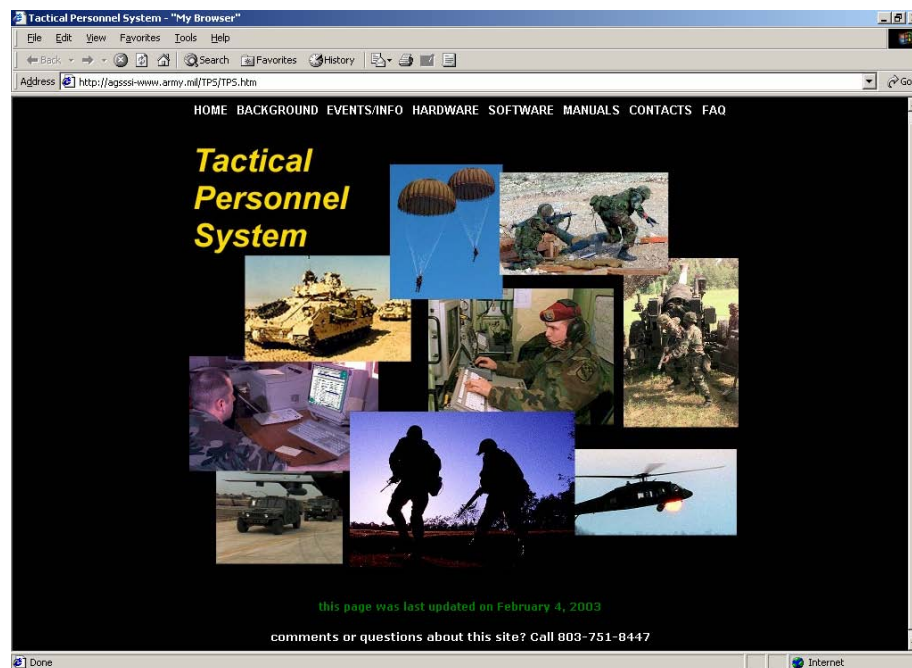 Tactical Personnel System - "My Browser"
File Edit View Favorites Tools Help
Back Search Favorites History
Address http://agsssi-www.army.mil/TPS/TPS.htm Go
HOME BACKGROUND EVENTS/INFO HARDWARE SOFTWARE MANUALS CONTACTS FAQ
Tactical
Personnel
System
this page was last updated on February 4, 2003
comments or questions about this site? Call 803-751-8447
Done Internet